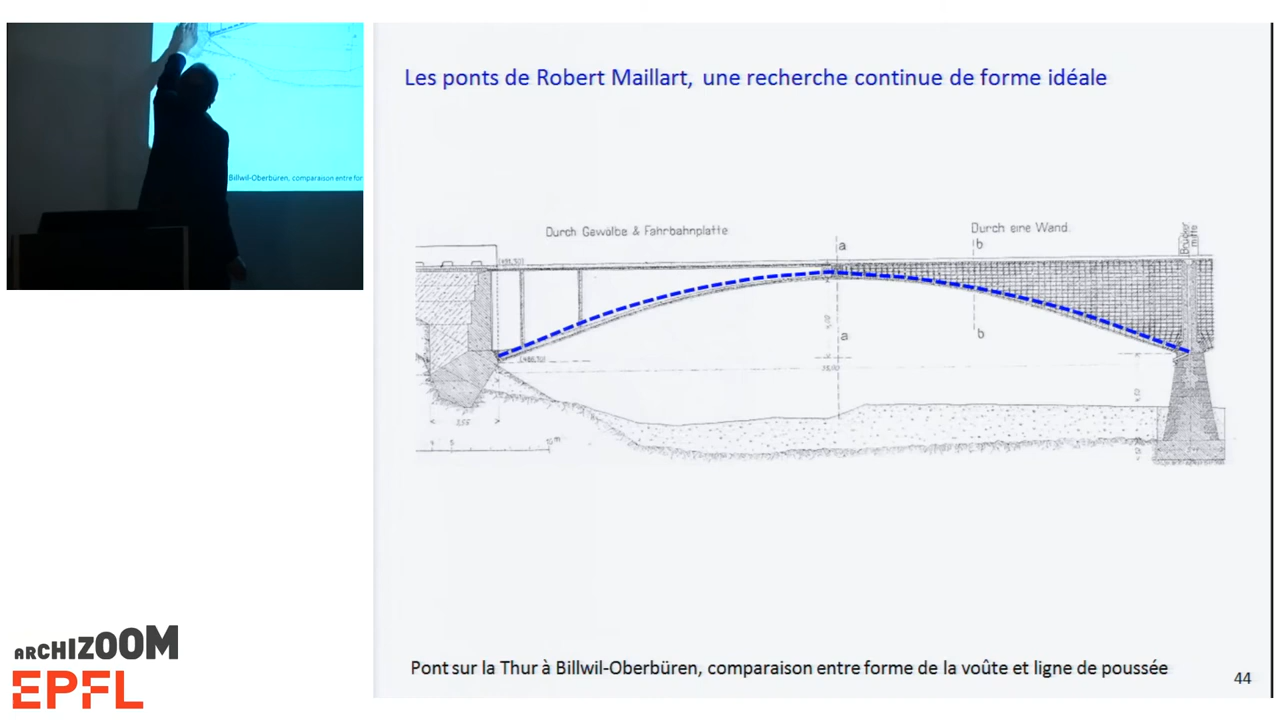 Les ponts de Robert Maillart, une recherche continue de forme idéale
Durch Gewölbe & Fahrbahnplatte
Durch eine Wand.
a
b
a
b
Pont sur la Thur à Billwil-Oberbüren, comparaison entre forme de la voûte et ligne de poussée
44
Billwil-Oberbüren, comparaison entre for
ARCHIZOOM
EPFL